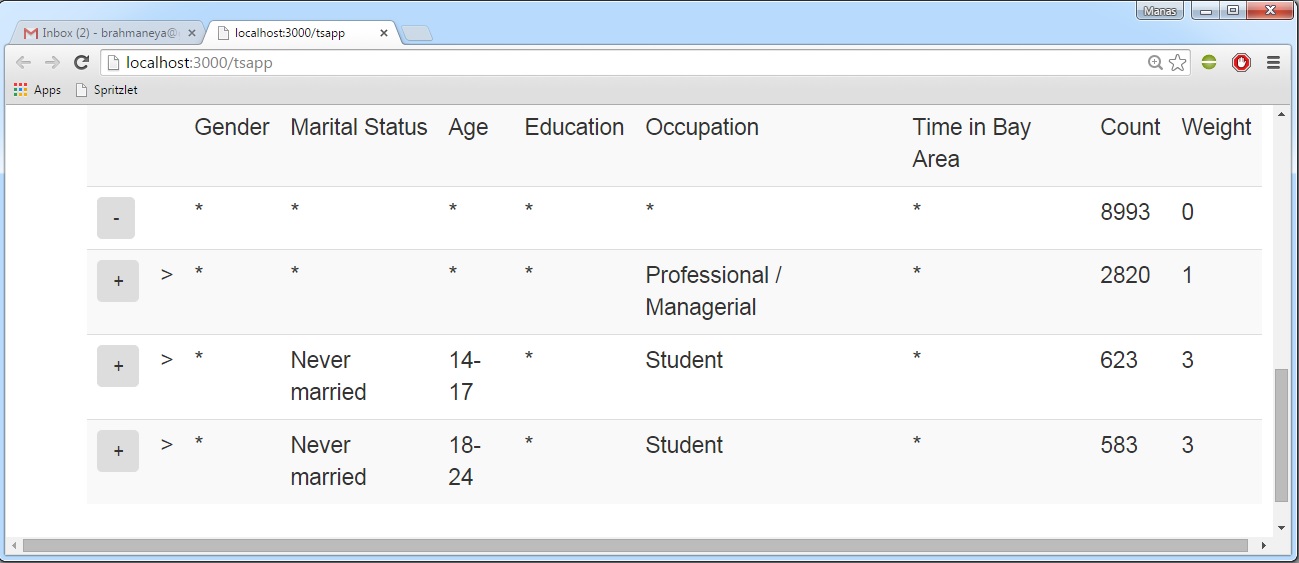 Manas
Inbox (2) - brahmaneya@
localhost:3000/tsapp
localhost:3000/tsapp
Apps Spritzlet
Gender Marital Status Age Education Occupation Time in Bay Count Weight
Area
- * * * * * * 8993 0
+ > * * * * Professional / * 2820 1
Managerial
+ > * Never 14- * Student * 623 3
married 17
+ > * Never 18- * Student * 583 3
married 24